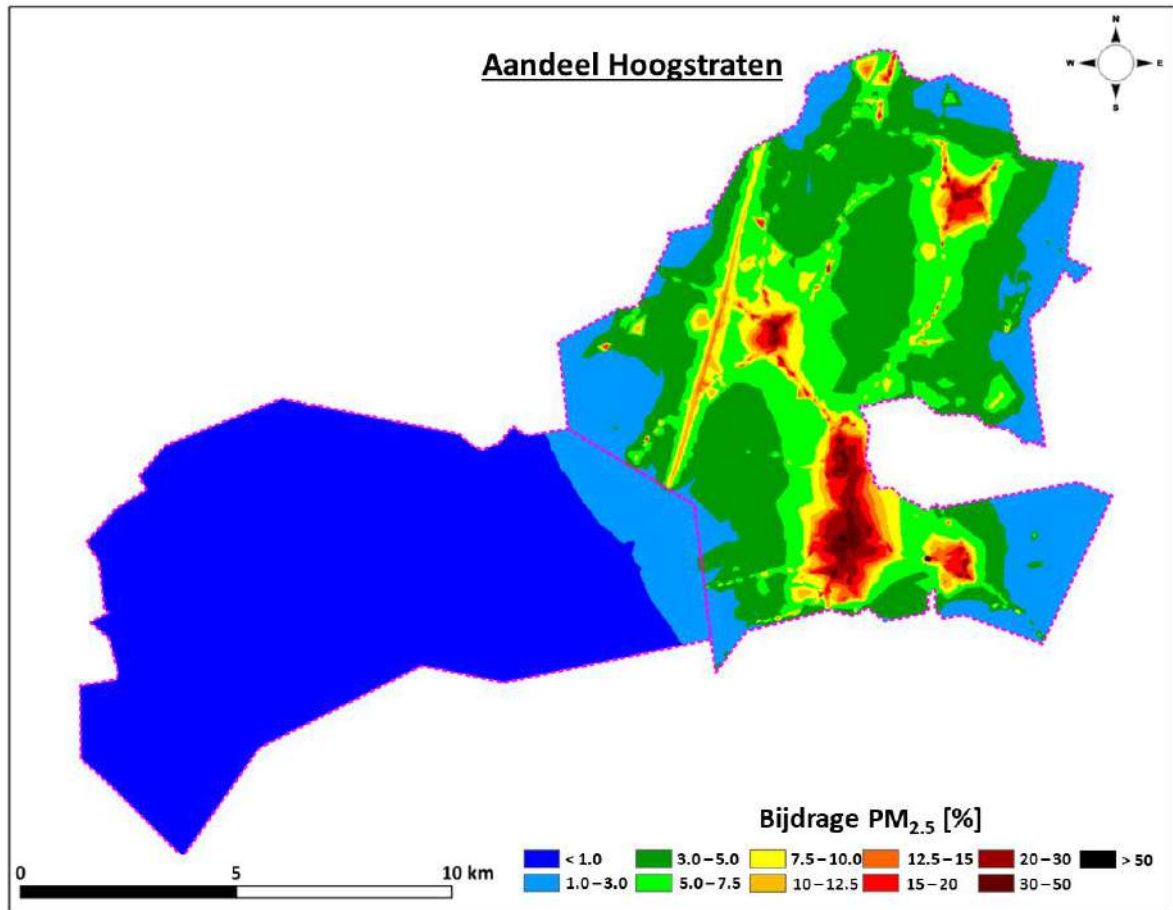 Aandeel Hoogstraten
N
W E
S
Bijdrage PM2.5 [%]
0 5 10 km
< 1.0 3.0 – 5.0 7.5 – 10.0 12.5 – 15 20 – 30 > 50
1.0 – 3.0 5.0 – 7.5 10 – 12.5 15 – 20 30 – 50